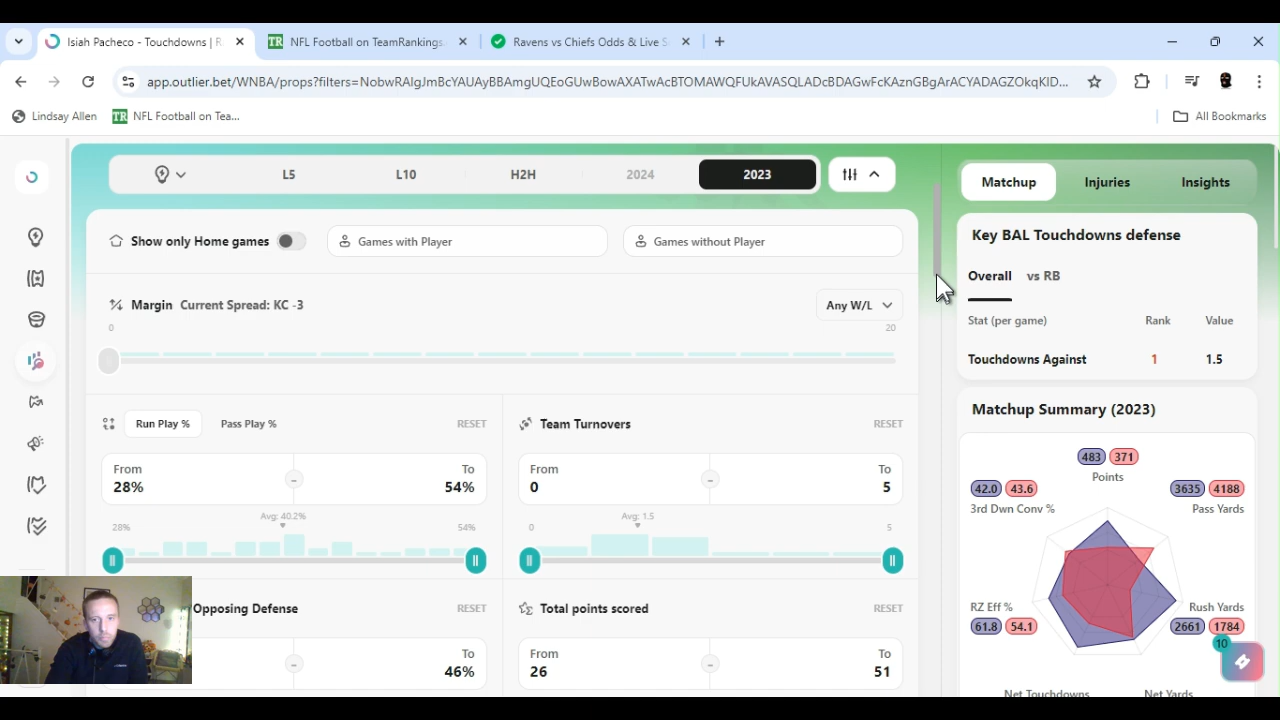 Isiah Pacheco - Touchdowns | R
NFL Football on TeamRankings.
Ravens vs Chiefs Odds & Live S
app.outlier.bet/WNBA/props?filters=NobwRAlgJmBcYAUAyBBAmgUQEoGUwBowAXATwAcBTOMAWQFUkAVASQLADcBDAGwFcKAznGBgArACYADAGZOkqKID...
Lindsay Allen
TR NFL Football on Tea...
All Bookmarks
L5
L10
H2H
2024
2023
Matchup
Injuries
Insights
Show only Home games
Games with Player
Games without Player
Key BAL Touchdowns defense
Overall
vs RB
Margin Current Spread: KC -3
Any W/L
0
20
Stat (per game)
Rank
Value
Touchdowns Against
1
1.5
Matchup Summary (2023)
Run Play %
Pass Play %
RESET
Team Turnovers
RESET
From
28%
-
To
54%
From
0
-
To
5
28%
Avg: 40.2%
54%
0
Avg: 1.5
5
483 371
Points
42.0 43.6
3rd Dwn Conv %
3635 4188
Pass Yards
RZ Eff %
61.8 54.1
Rush Yards
2661 1784
10
Net Touchdowns
Net Yards
Opposing Defense
RESET
Total points scored
RESET
-
To
46%
From
26
-
To
51